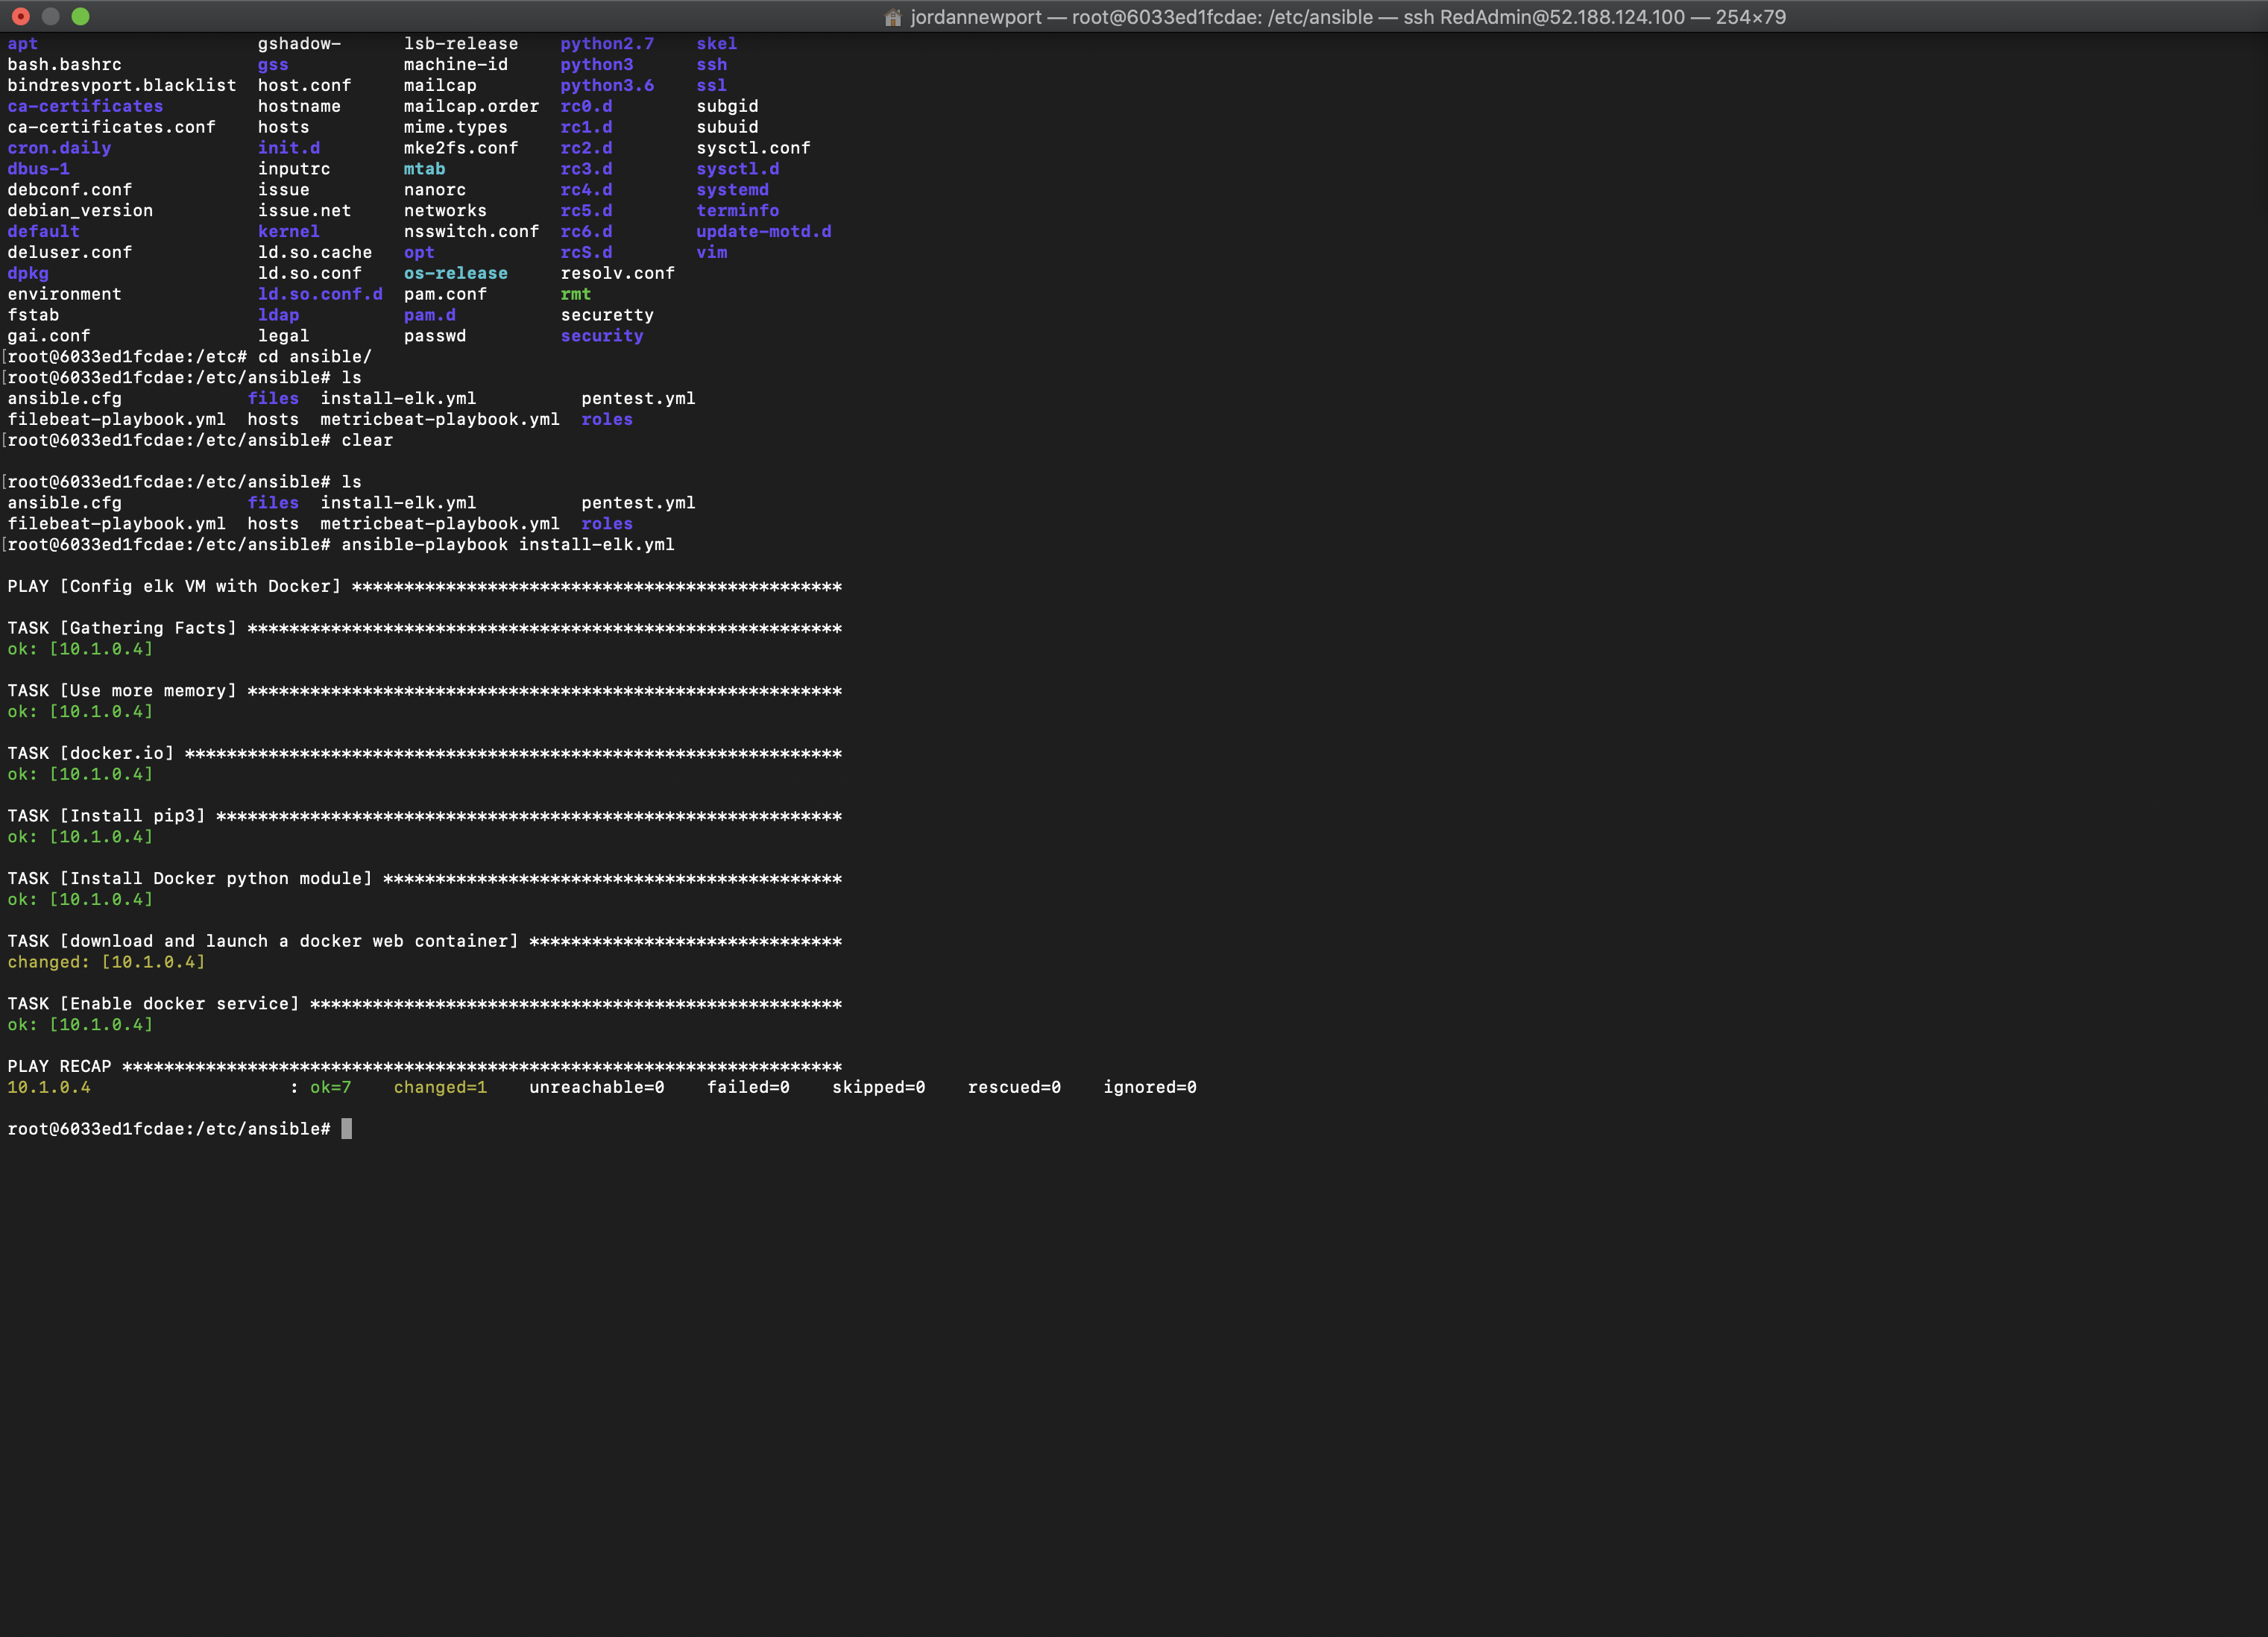 jordannewport — root@6033ed1fcdae: /etc/ansible — ssh RedAdmin@52.188.124.100 — 254×79
apt                     gshadow-      lsb-release    python2.7    skel
bash.bashrc             gss           machine-id     python3      ssh
bindresvport.blacklist  host.conf     mailcap        python3.6    ssl
ca-certificates         hostname      mailcap.order  rc0.d        subgid
ca-certificates.conf    hosts         mime.types     rc1.d        subuid
cron.daily              init.d        mke2fs.conf    rc2.d        sysctl.conf
dbus-1                  inputrc       mtab           rc3.d        sysctl.d
debconf.conf            issue         nanorc         rc4.d        systemd
debian_version          issue.net     networks       rc5.d        terminfo
default                 kernel        nsswitch.conf  rc6.d        update-motd.d
deluser.conf            ld.so.cache   opt            rcS.d        vim
dpkg                    ld.so.conf    os-release     resolv.conf
environment             ld.so.conf.d  pam.conf       rmt
fstab                   ldap          pam.d          securetty
gai.conf                legal         passwd         security
[root@6033ed1fcdae:/etc# cd ansible/
[root@6033ed1fcdae:/etc/ansible# ls
ansible.cfg            files  install-elk.yml          pentest.yml
filebeat-playbook.yml  hosts  metricbeat-playbook.yml  roles
[root@6033ed1fcdae:/etc/ansible# clear
[root@6033ed1fcdae:/etc/ansible# ls
ansible.cfg            files  install-elk.yml          pentest.yml
filebeat-playbook.yml  hosts  metricbeat-playbook.yml  roles
[root@6033ed1fcdae:/etc/ansible# ansible-playbook install-elk.yml
PLAY [Config elk VM with Docker] ***********************************************
TASK [Gathering Facts] *********************************************************
ok: [10.1.0.4]
TASK [Use more memory] *********************************************************
ok: [10.1.0.4]
TASK [docker.io] ***************************************************************
ok: [10.1.0.4]
TASK [Install pip3] ************************************************************
ok: [10.1.0.4]
TASK [Install Docker python module] ********************************************
ok: [10.1.0.4]
TASK [download and launch a docker web container] ******************************
changed: [10.1.0.4]
TASK [Enable docker service] ***************************************************
ok: [10.1.0.4]
PLAY RECAP *********************************************************************
10.1.0.4                   : ok=7    changed=1    unreachable=0    failed=0    skipped=0    rescued=0    ignored=0
root@6033ed1fcdae:/etc/ansible#